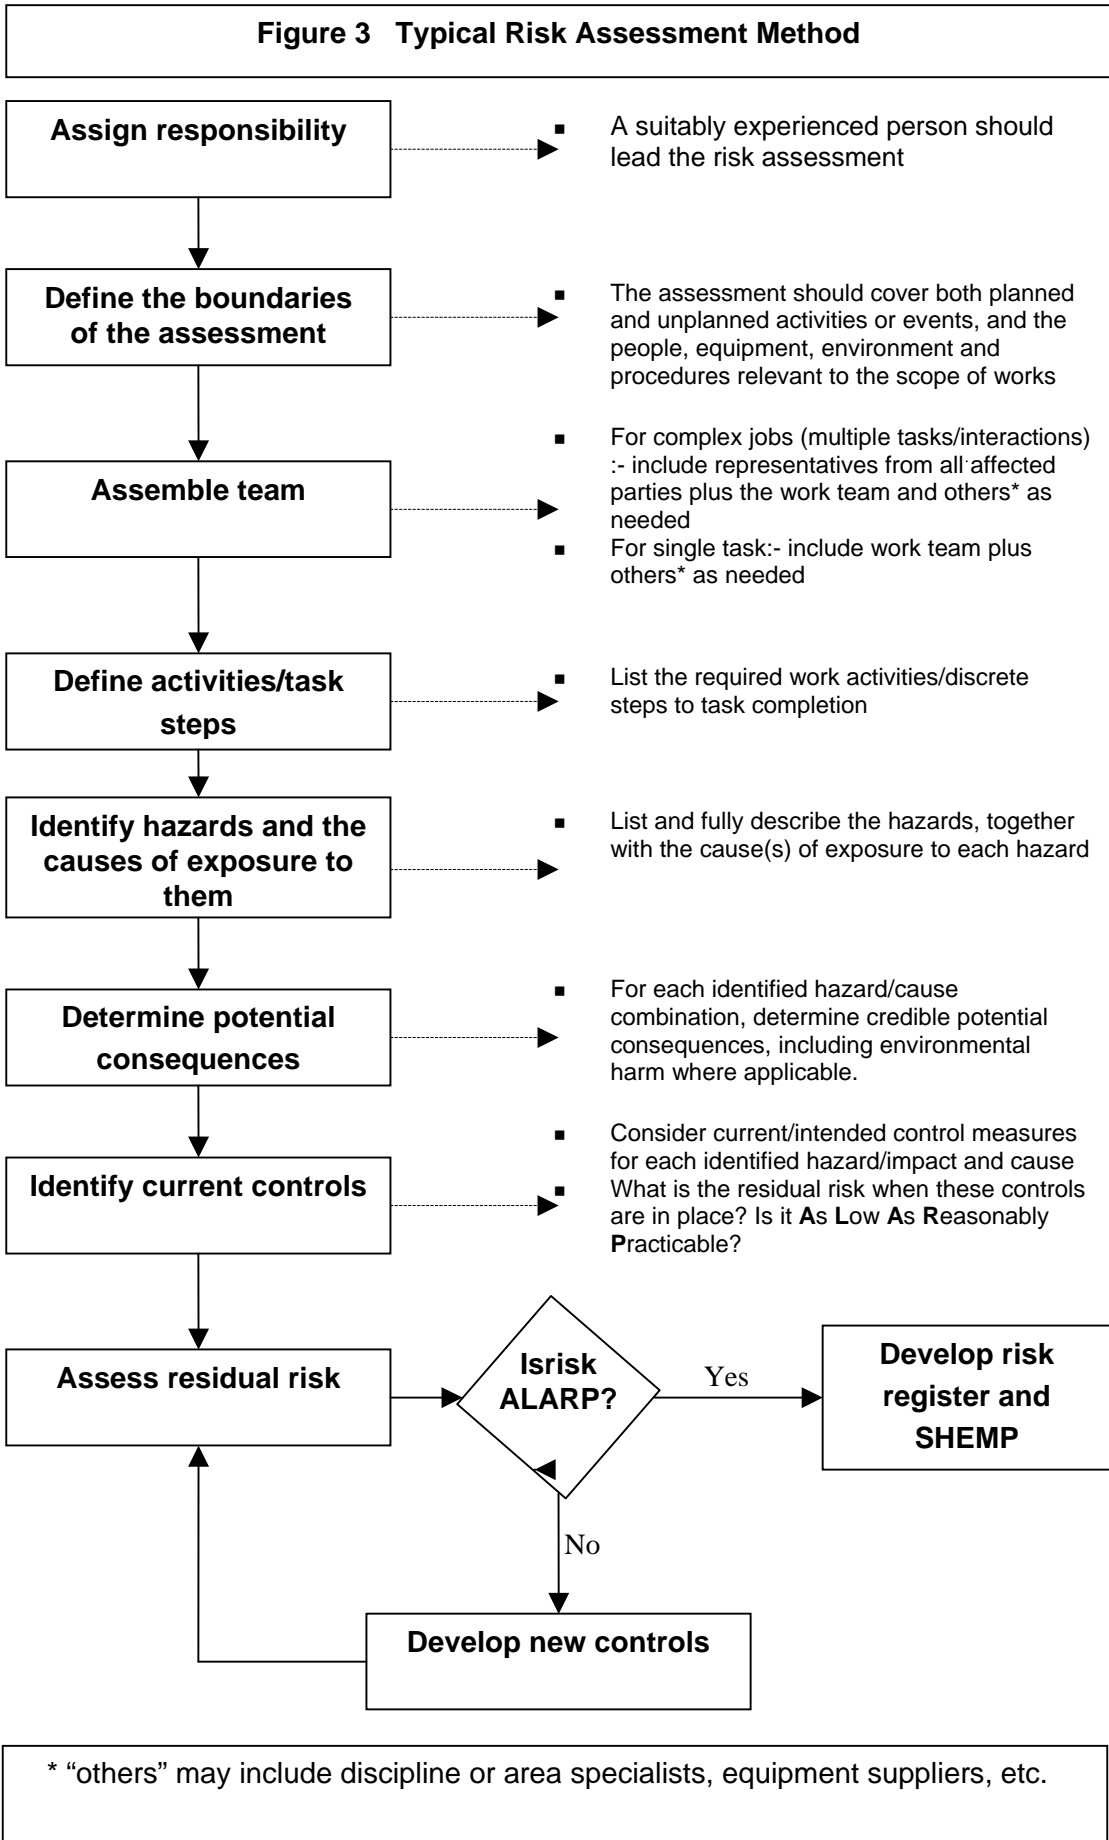 Figure 3   Typical Risk Assessment Method
Assign responsibility
▪ A suitably experienced person should
lead the risk assessment
Define the boundaries
of the assessment
▪ The assessment should cover both planned
and unplanned activities or events, and the
people, equipment, environment and
procedures relevant to the scope of works
Assemble team
▪ For complex jobs (multiple tasks/interactions)
:- include representatives from all affected
parties plus the work team and others* as
needed
▪ For single task:- include work team plus
others* as needed
Define activities/task
steps
▪ List the required work activities/discrete
steps to task completion
Identify hazards and the
causes of exposure to
them
▪ List and fully describe the hazards, together
with the cause(s) of exposure to each hazard
Determine potential
consequences
▪ For each identified hazard/cause
combination, determine credible potential
consequences, including environmental
harm where applicable.
Identify current controls
▪ Consider current/intended control measures
for each identified hazard/impact and cause
▪ What is the residual risk when these controls
are in place? Is it As Low As Reasonably
Practicable?
Assess residual risk
Isrisk
ALARP?
Yes
Develop risk
register and
SHEMP
No
Develop new controls
* “others” may include discipline or area specialists, equipment suppliers, etc.